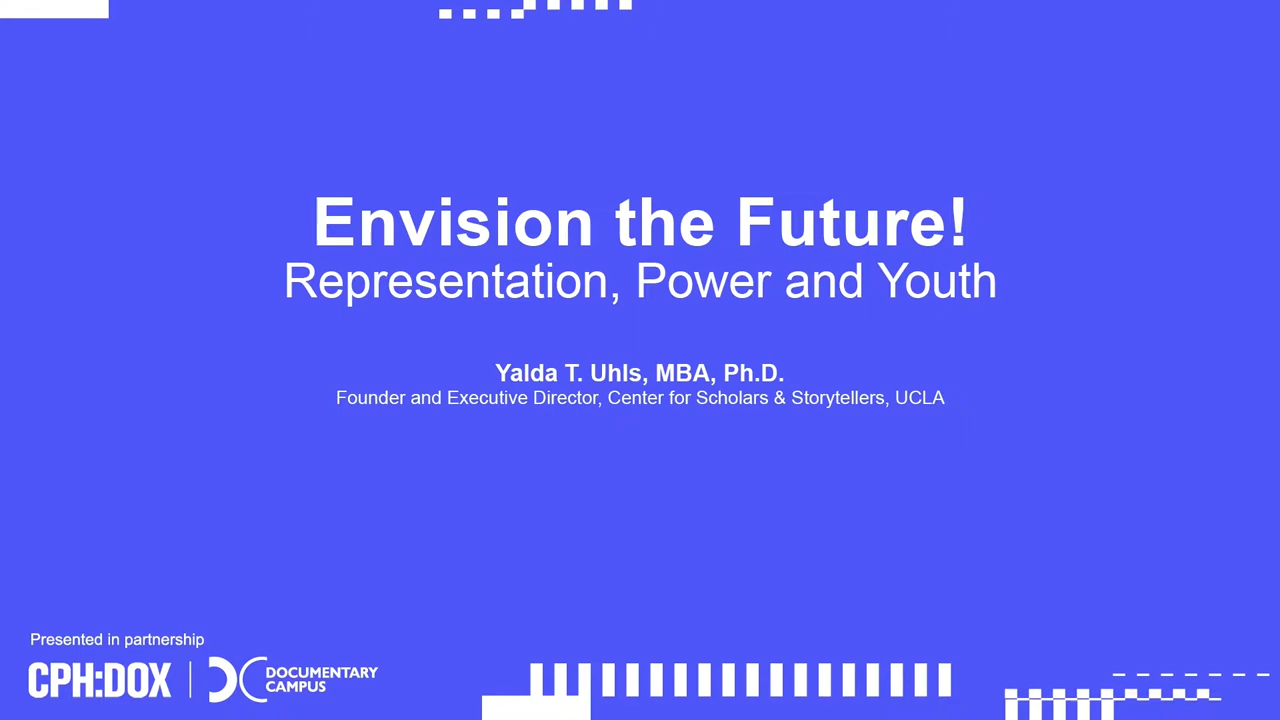 Envision the Future!
Representation, Power and Youth
Yalda T. Uhls, MBA, Ph.D.
Founder and Executive Director, Center for Scholars & Storytellers, UCLA
Presented in partnership
CPH:DOX
DOCUMENTARY
CAMPUS